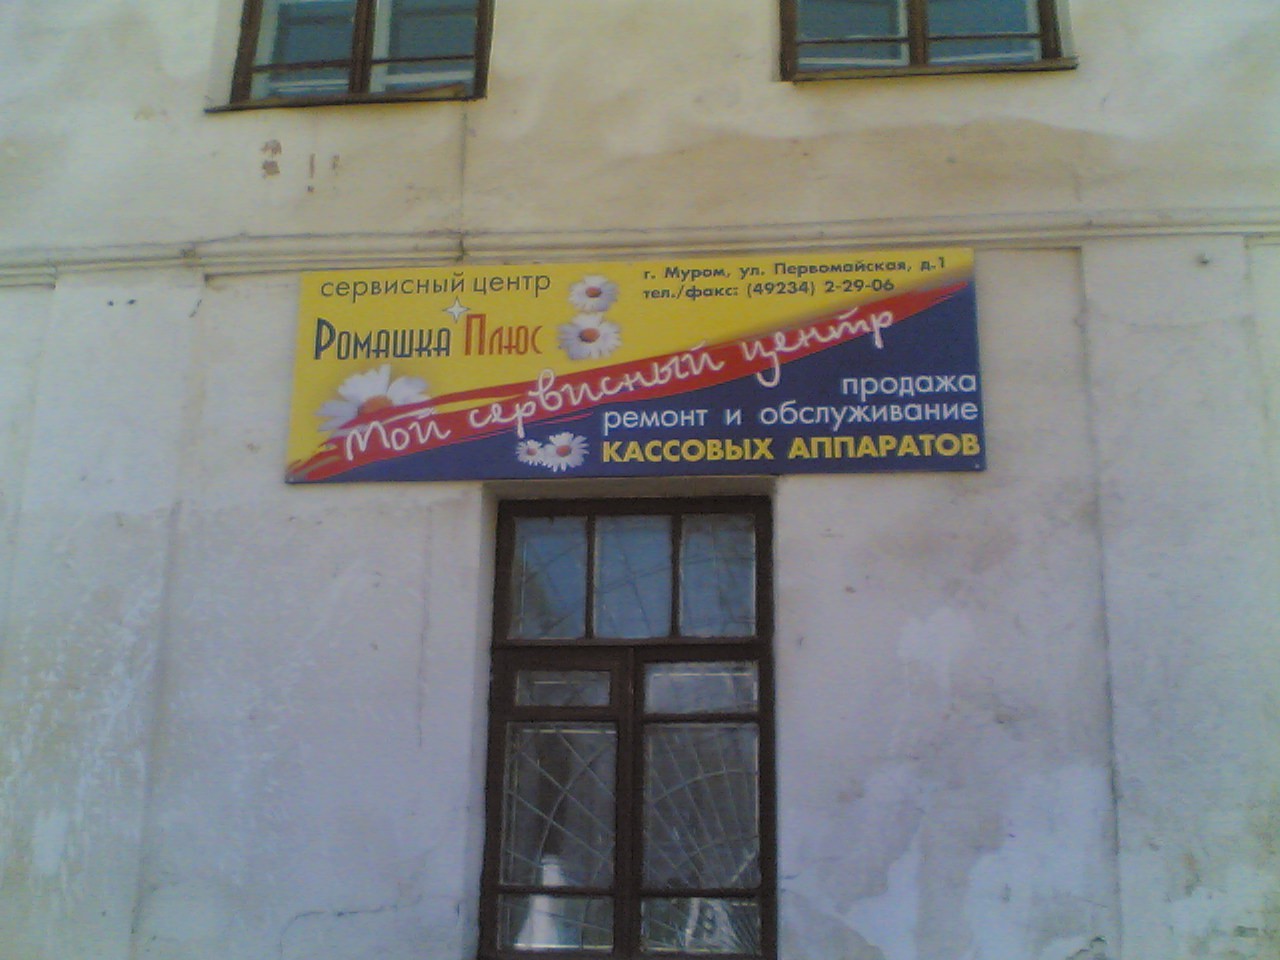 сервисный центр
Ромашка Плюс
г. Муром, ул. Первомайская, д.1
тел./факс: (49234) 2-29-06
Мой сервисный центр
продажа
ремонт и обслуживание
КАССОВЫХ АППАРАТОВ